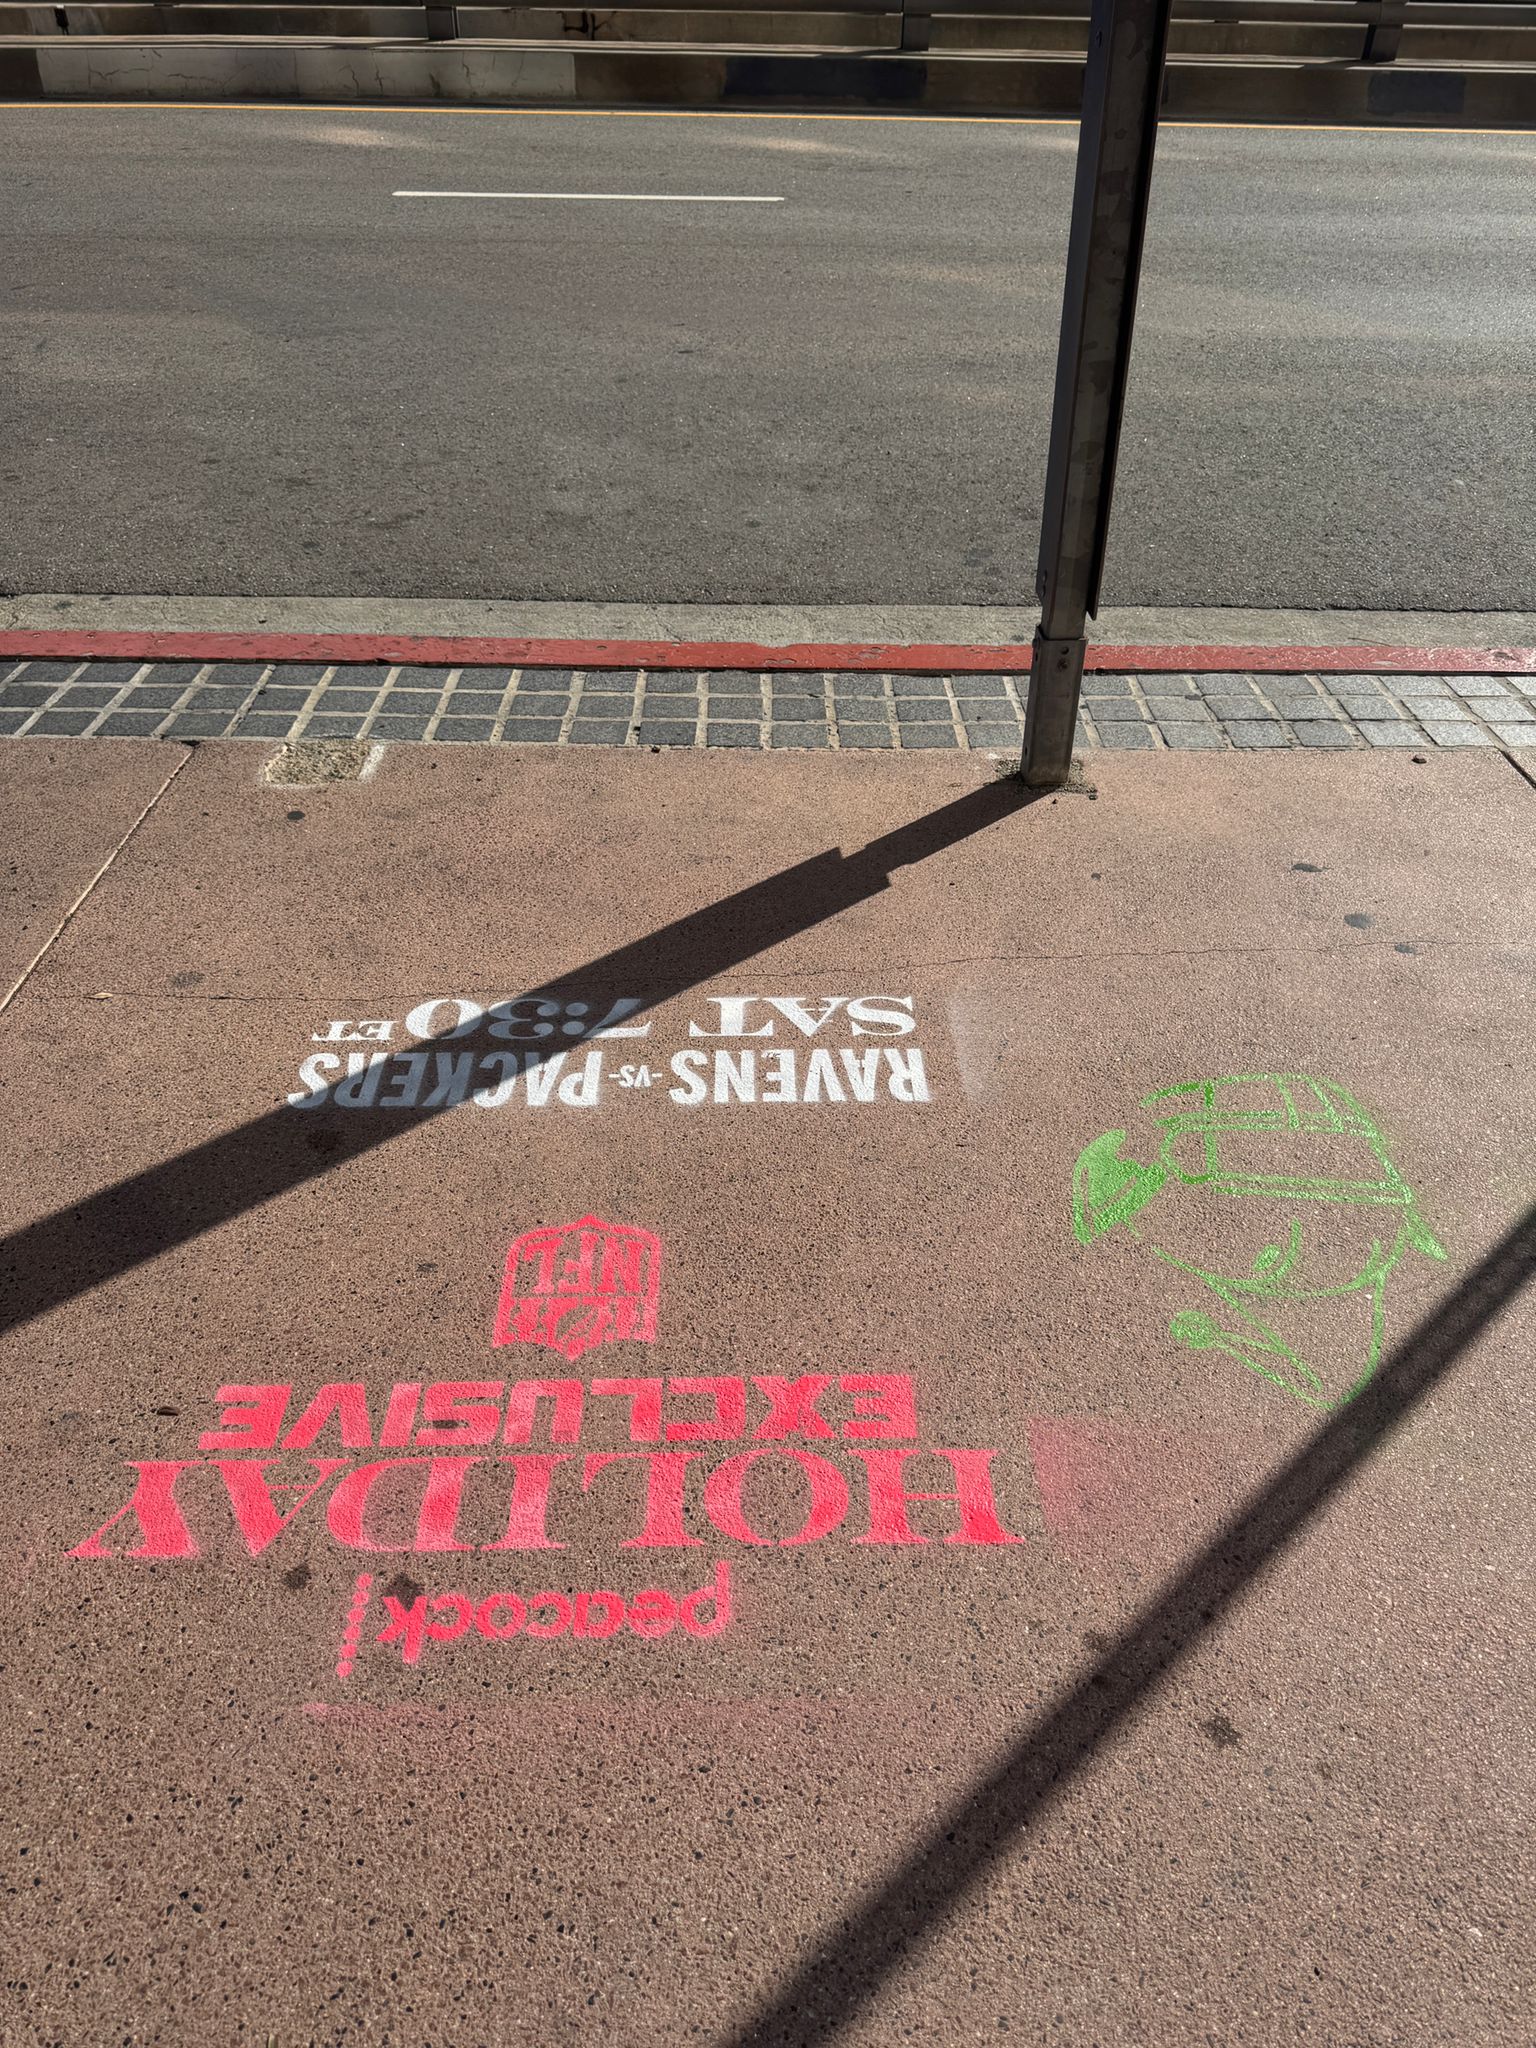 peacock
HOLIDAY
EXCLUSIVE
NFL
RAVENS -VS- PACKERS
SAT 7:30 ET